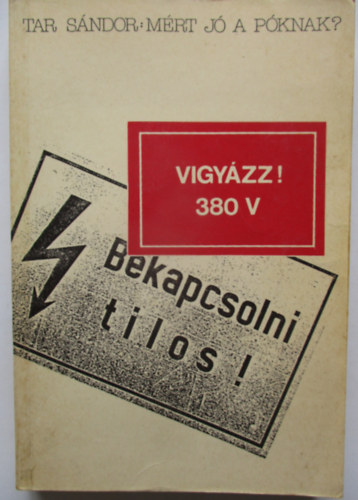 TAR SÁNDOR: MÉRT JÓ A PÓKNAK?
VIGYÁZZ!
380 V
Bekapcsolni
tilos!